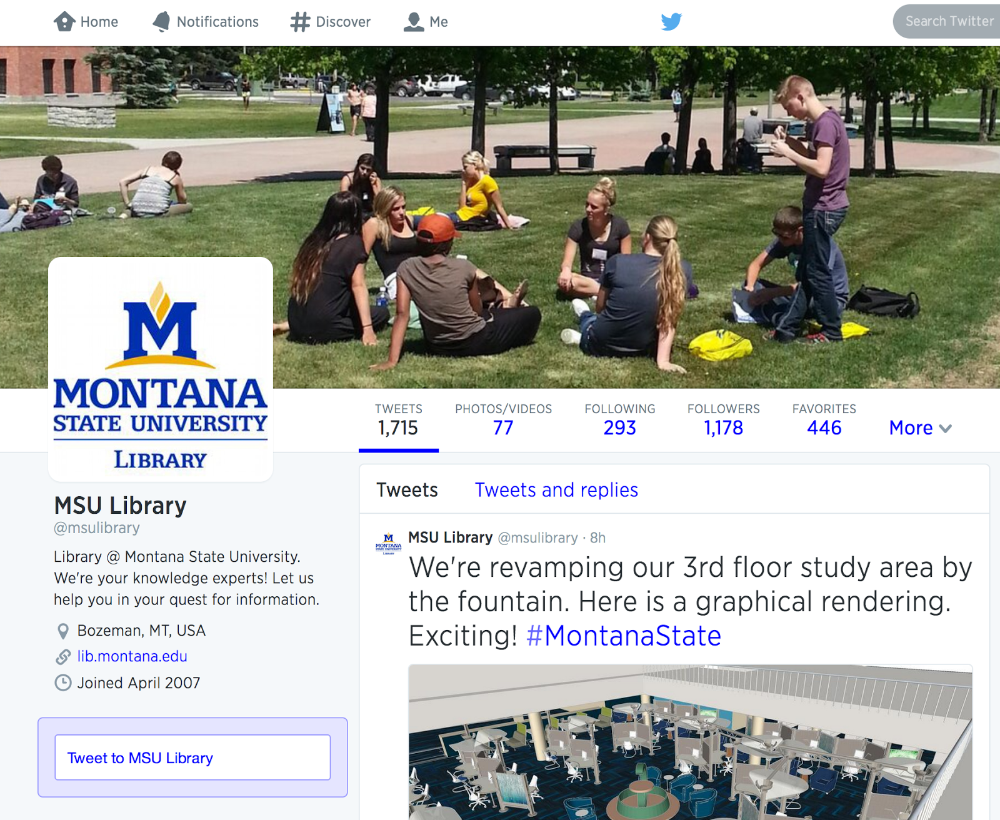 Home
Notifications
Discover
Me
Search Twitter
MONTANA
STATE UNIVERSITY
LIBRARY
TWEETS
1,715
PHOTOS/VIDEOS
77
FOLLOWING
293
FOLLOWERS
1,178
FAVORITES
446
More
MSU Library
@msulibrary
Library @ Montana State University.
We're your knowledge experts! Let us
help you in your quest for information.
Bozeman, MT, USA
lib.montana.edu
Joined April 2007
Tweet to MSU Library
Tweets
Tweets and replies
M
MONTANA
STATE UNIVERSITY
LIBRARY
MSU Library @msulibrary · 8h
We're revamping our 3rd floor study area by
the fountain. Here is a graphical rendering.
Exciting! #MontanaState